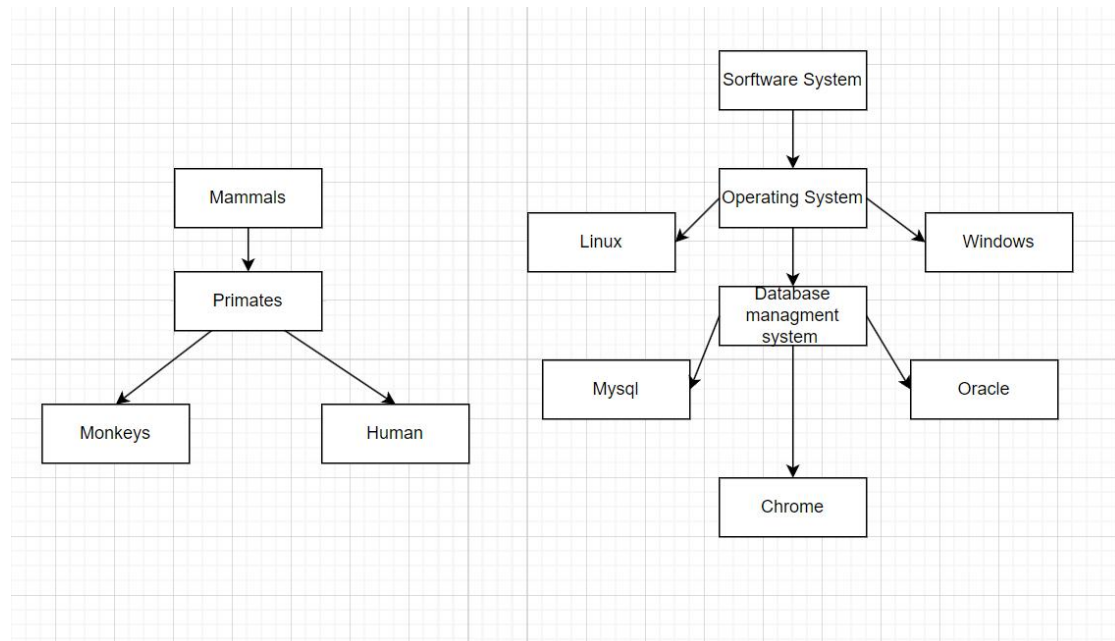 Sorftware System
Mammals
Operating System
Linux
Windows
Primates
Database
managment
system
Mysql
Oracle
Monkeys
Human
Chrome